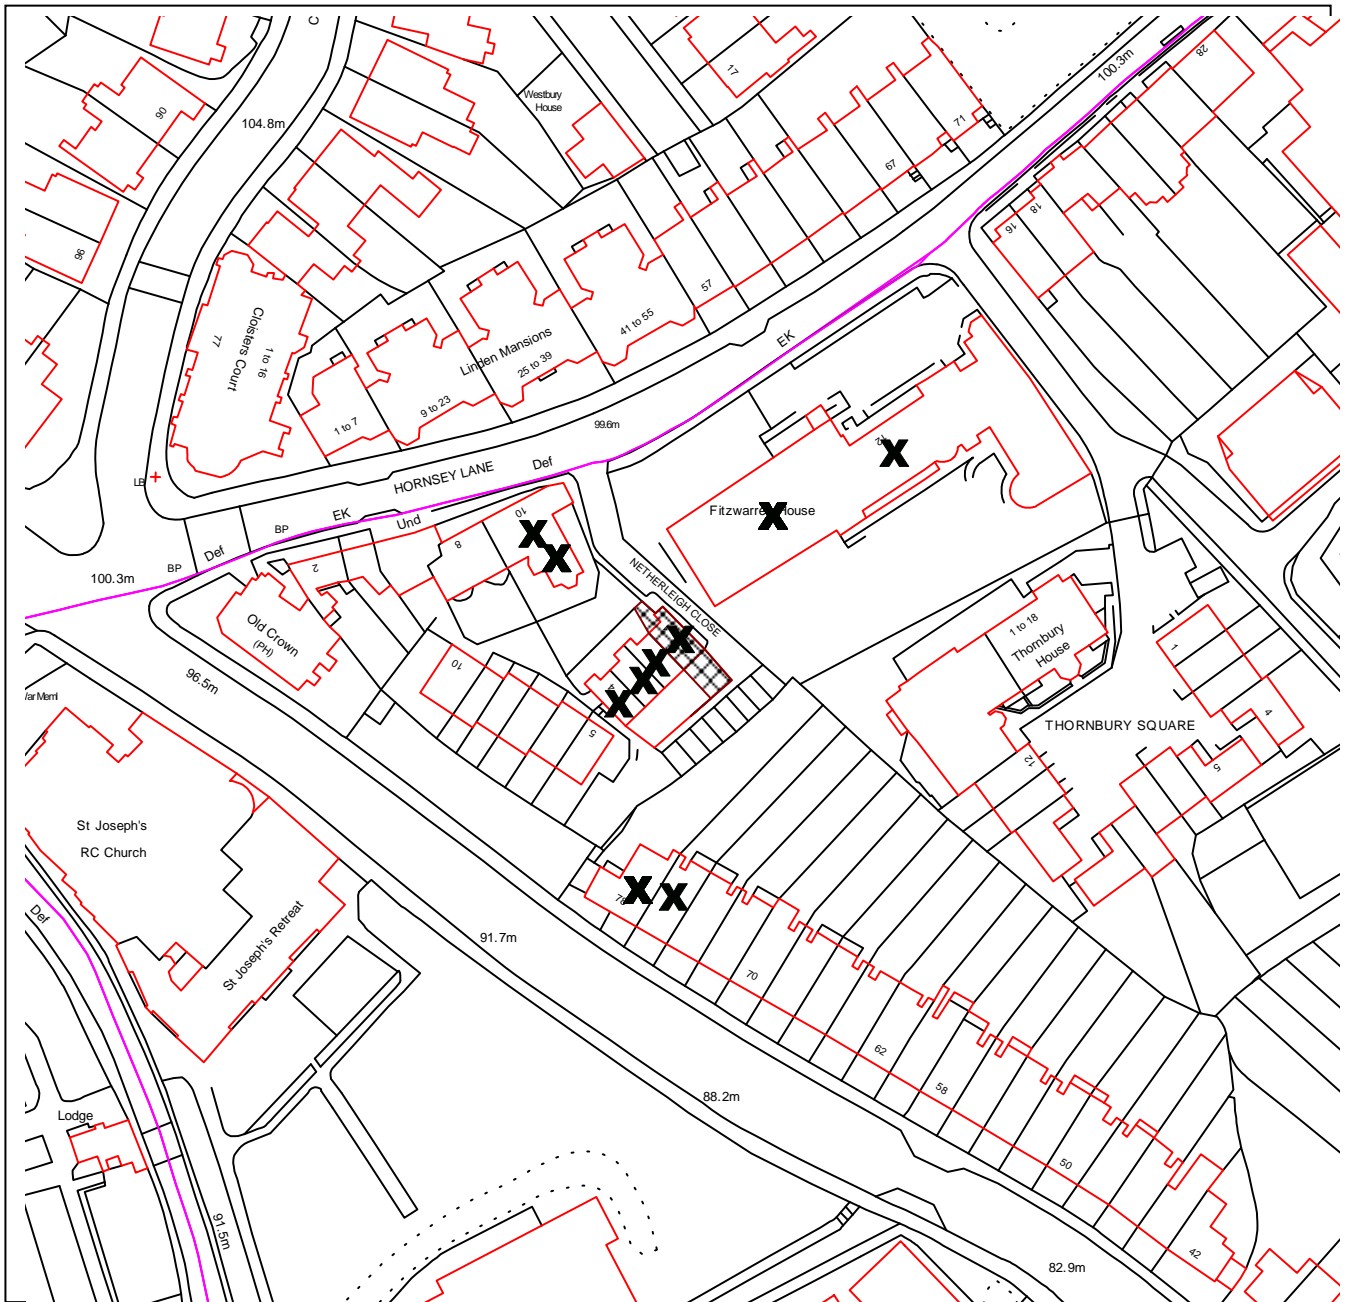 C
90
104.8m
96
17
Westbury
House
100.3m
28
71
67
57
18
16
Cloisters Court
1 to 16
77
Linden Mansions
41 to 55
25 to 39
9 to 23
1 to 7
99.6m
EK
LB
HORNSEY LANE
Def
EK
Und
BP
Def
BP
100.3m
10
8
2
Old Crown
(PH)
X
X
NETHERLEIGH CLOSE
X
X
Fitzwarren House
X
X
X
X
96.5m
10
5
1 to 18
Thornbury
House
THORNBURY SQUARE
1
4
5
12
War Meml
St Joseph's
RC Church
St Joseph's Retreat
Def
91.7m
X
X
76
70
62
58
50
42
88.2m
82.9m
Lodge
91.5m